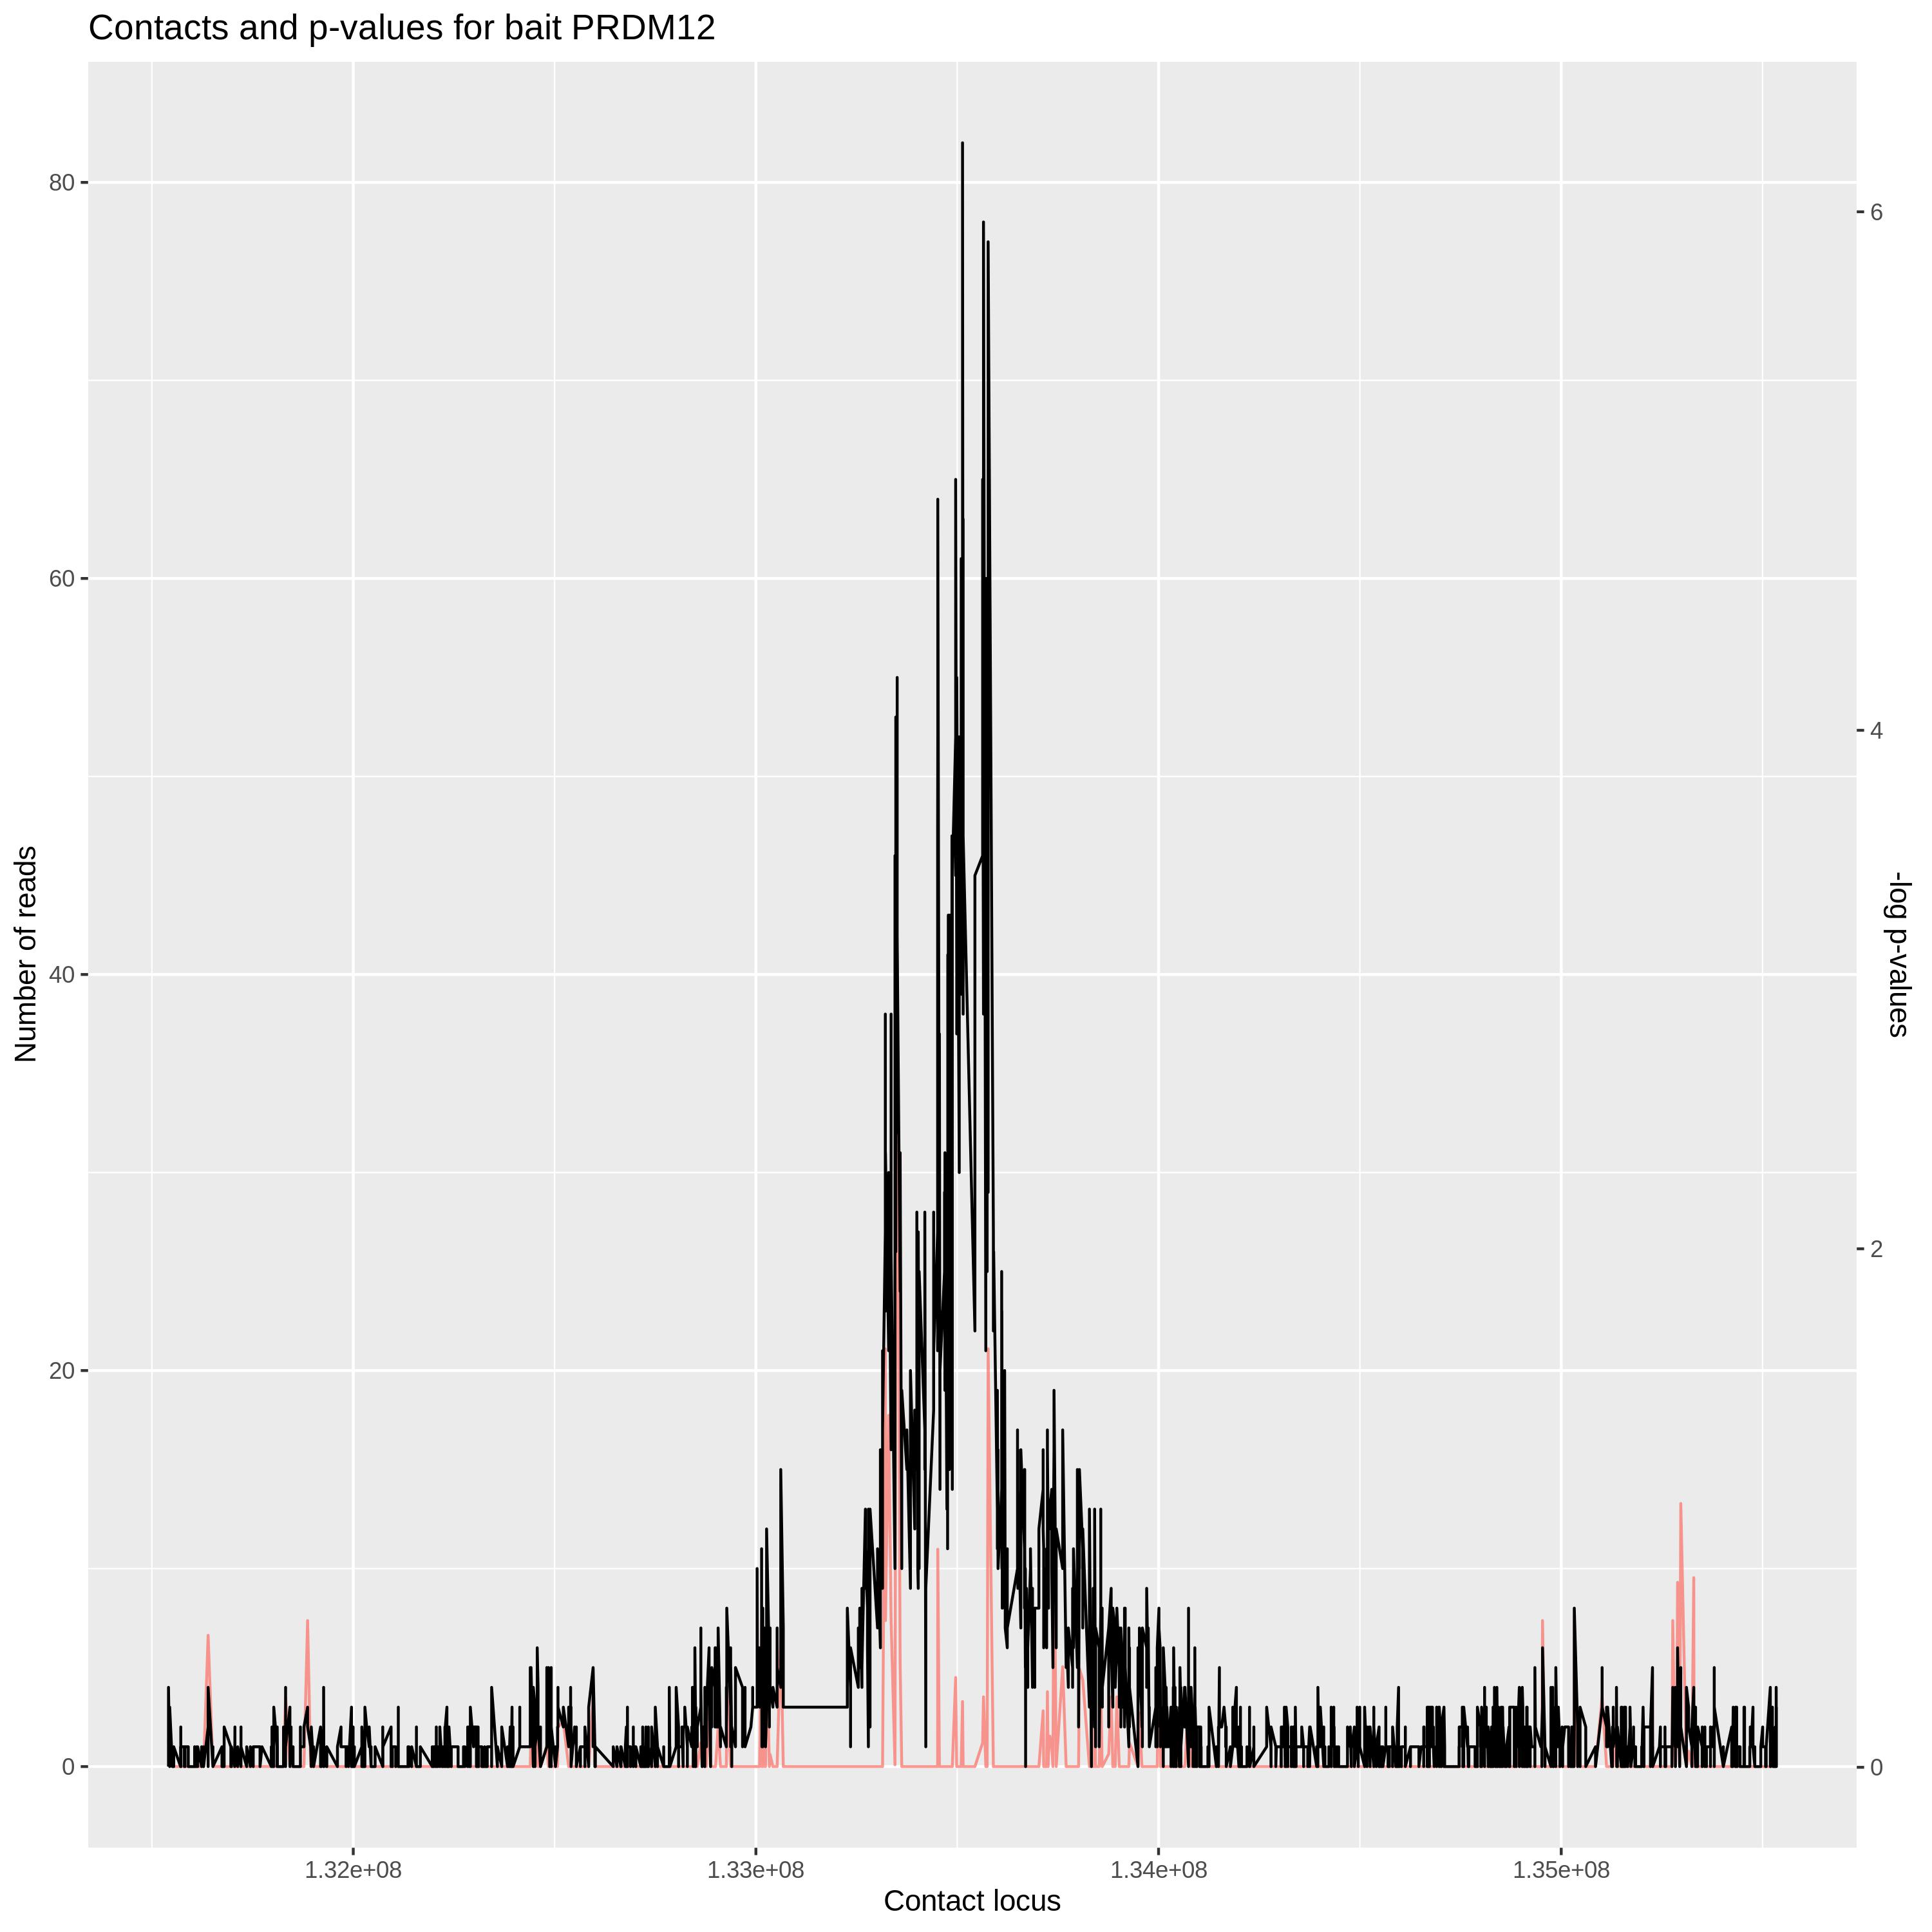 Contacts and p-values for bait PRDM12
80
60
40
20
0
Number of reads
6
4
2
0
-log p-values
1.32e+08
1.33e+08
1.34e+08
1.35e+08
Contact locus